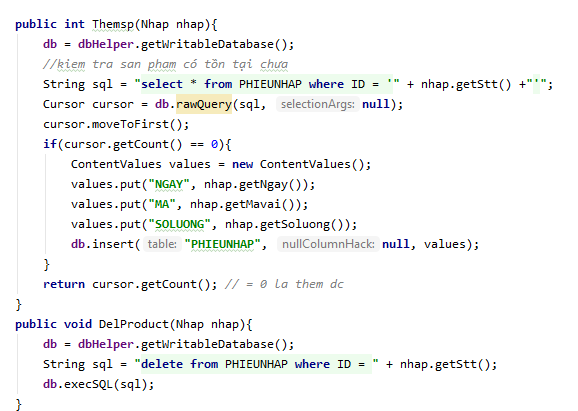 public int Themsp(Nhap nhap){
    db = dbHelper.getWritableDatabase();
    //kiem tra san pham có tồn tại chưa
    String sql = "select * from PHIEUNHAP where ID = '" + nhap.getStt() +"'";
    Cursor cursor = db.rawQuery(sql, selectionArgs: null);
    cursor.moveToFirst();
    if(cursor.getCount() == 0){
        ContentValues values = new ContentValues();
        values.put("NGAY", nhap.getNgay());
        values.put("MA", nhap.getMavai());
        values.put("SOLUONG", nhap.getSoluong());
        db.insert( table: "PHIEUNHAP", nullColumnHack: null, values);
    }
    return cursor.getCount(); // = 0 la them dc
}
public void DelProduct(Nhap nhap){
    db = dbHelper.getWritableDatabase();
    String sql = "delete from PHIEUNHAP where ID = " + nhap.getStt();
    db.execSQL(sql);
}